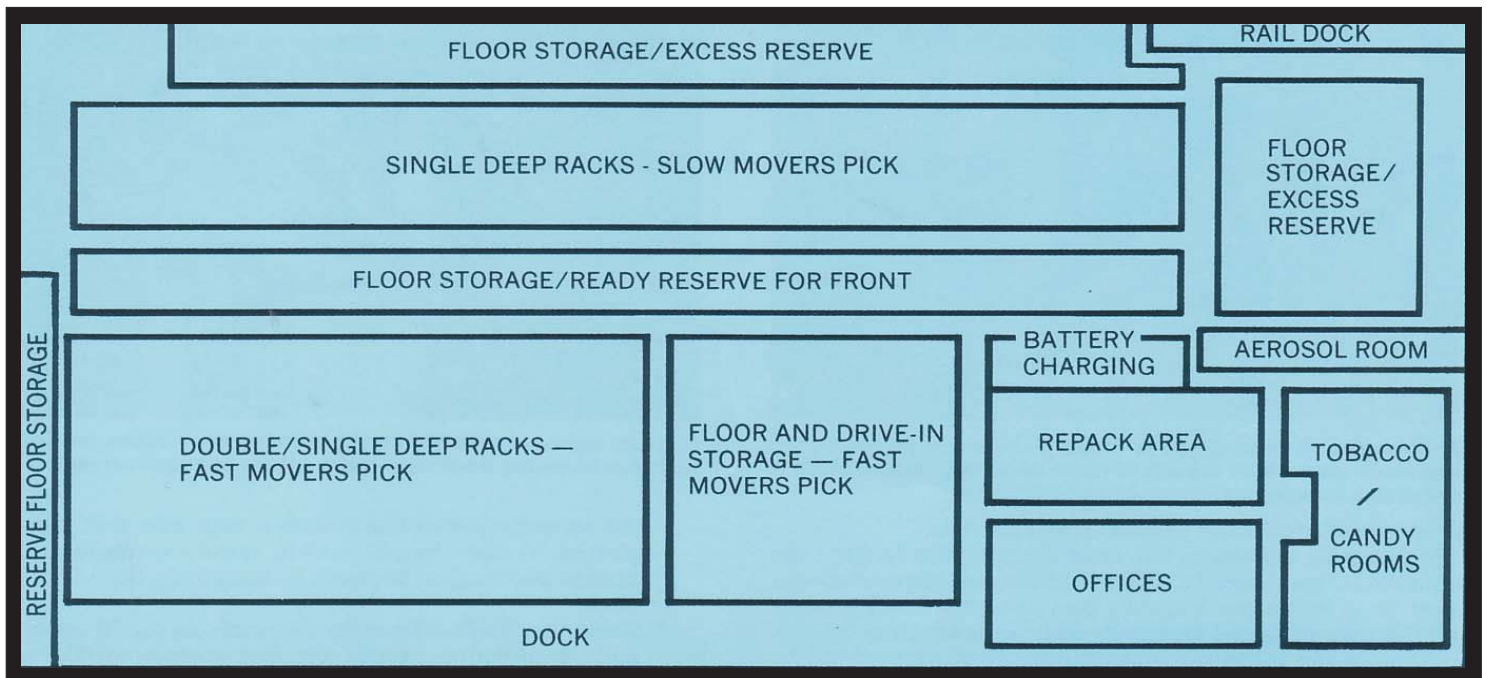 RAIL DOCK
FLOOR STORAGE/EXCESS RESERVE
SINGLE DEEP RACKS - SLOW MOVERS PICK
FLOOR
STORAGE/
EXCESS
RESERVE
FLOOR STORAGE/READY RESERVE FOR FRONT
RESERVE FLOOR STORAGE
DOUBLE/SINGLE DEEP RACKS —
FAST MOVERS PICK
FLOOR AND DRIVE-IN
STORAGE — FAST
MOVERS PICK
BATTERY
CHARGING
AEROSOL ROOM
REPACK AREA
TOBACCO
/
CANDY
ROOMS
OFFICES
DOCK